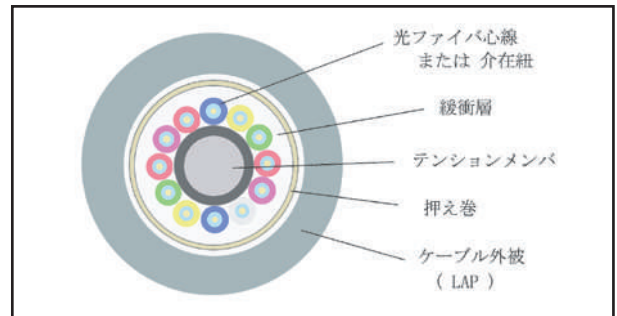 光ファイバ心線
または 介在紐
緩衝層
テンションメンバ
押え巻
ケーブル外被
( LAP )